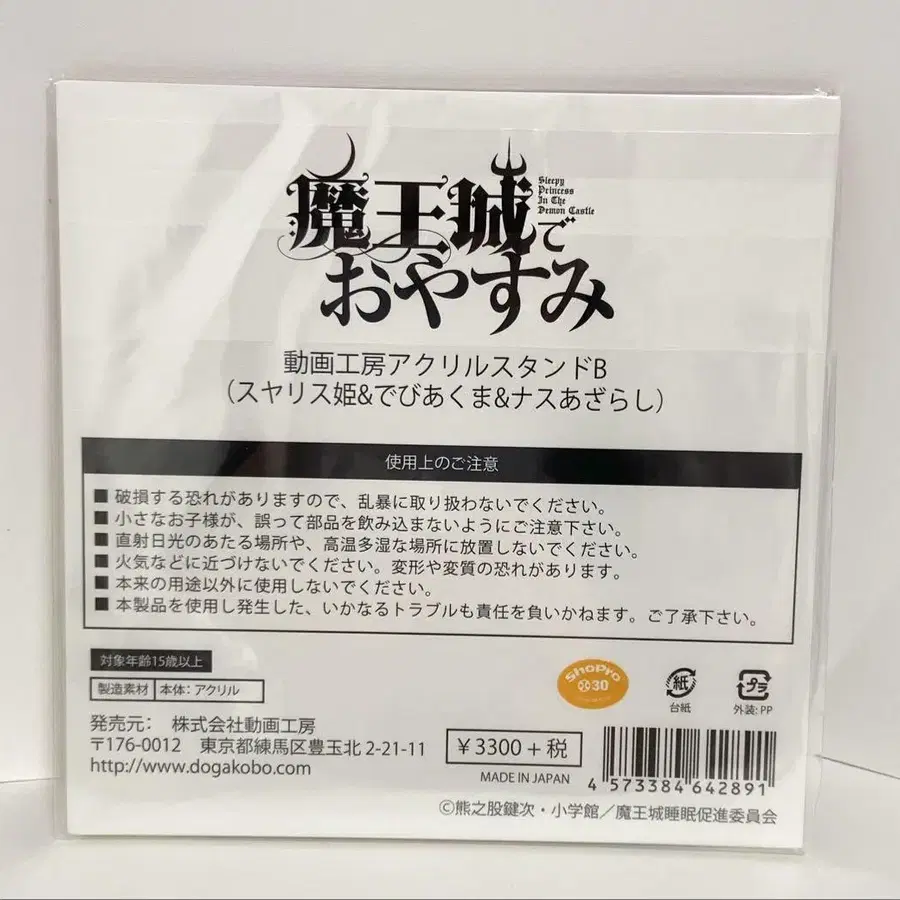 魔王城で
おやすみ
Sleepy
Princess
In The
Demon Castle
動画工房アクリルスタンドB
(スヤリス姫&でびあくま&ナスあざらし)
使用上のご注意
■ 破損する恐れがありますので、乱暴に取り扱わないでください。
■ 小さなお子様が、誤って部品を飲み込まないようにご注意下さい。
■ 直射日光のあたる場所や、高温多湿な場所に放置しないでください。
■ 火気などに近づけないでください。変形や変質の恐れがあります。
■ 本来の用途以外に使用しないでください。
■ 本製品を使用し発生した、いかなるトラブルも責任を負いかねます。ご了承下さい。
対象年齢15歳以上
製造素材 本体: アクリル
ShoPro
30
紙
台紙
プラ
外装: PP
発売元: 株式会社動画工房
〒176-0012 東京都練馬区豊玉北 2-21-11
http://www.dogakobo.com
¥3300+税
MADE IN JAPAN
4 573384 642891
©熊之股鍵次・小学館/魔王城睡眠促進委員会